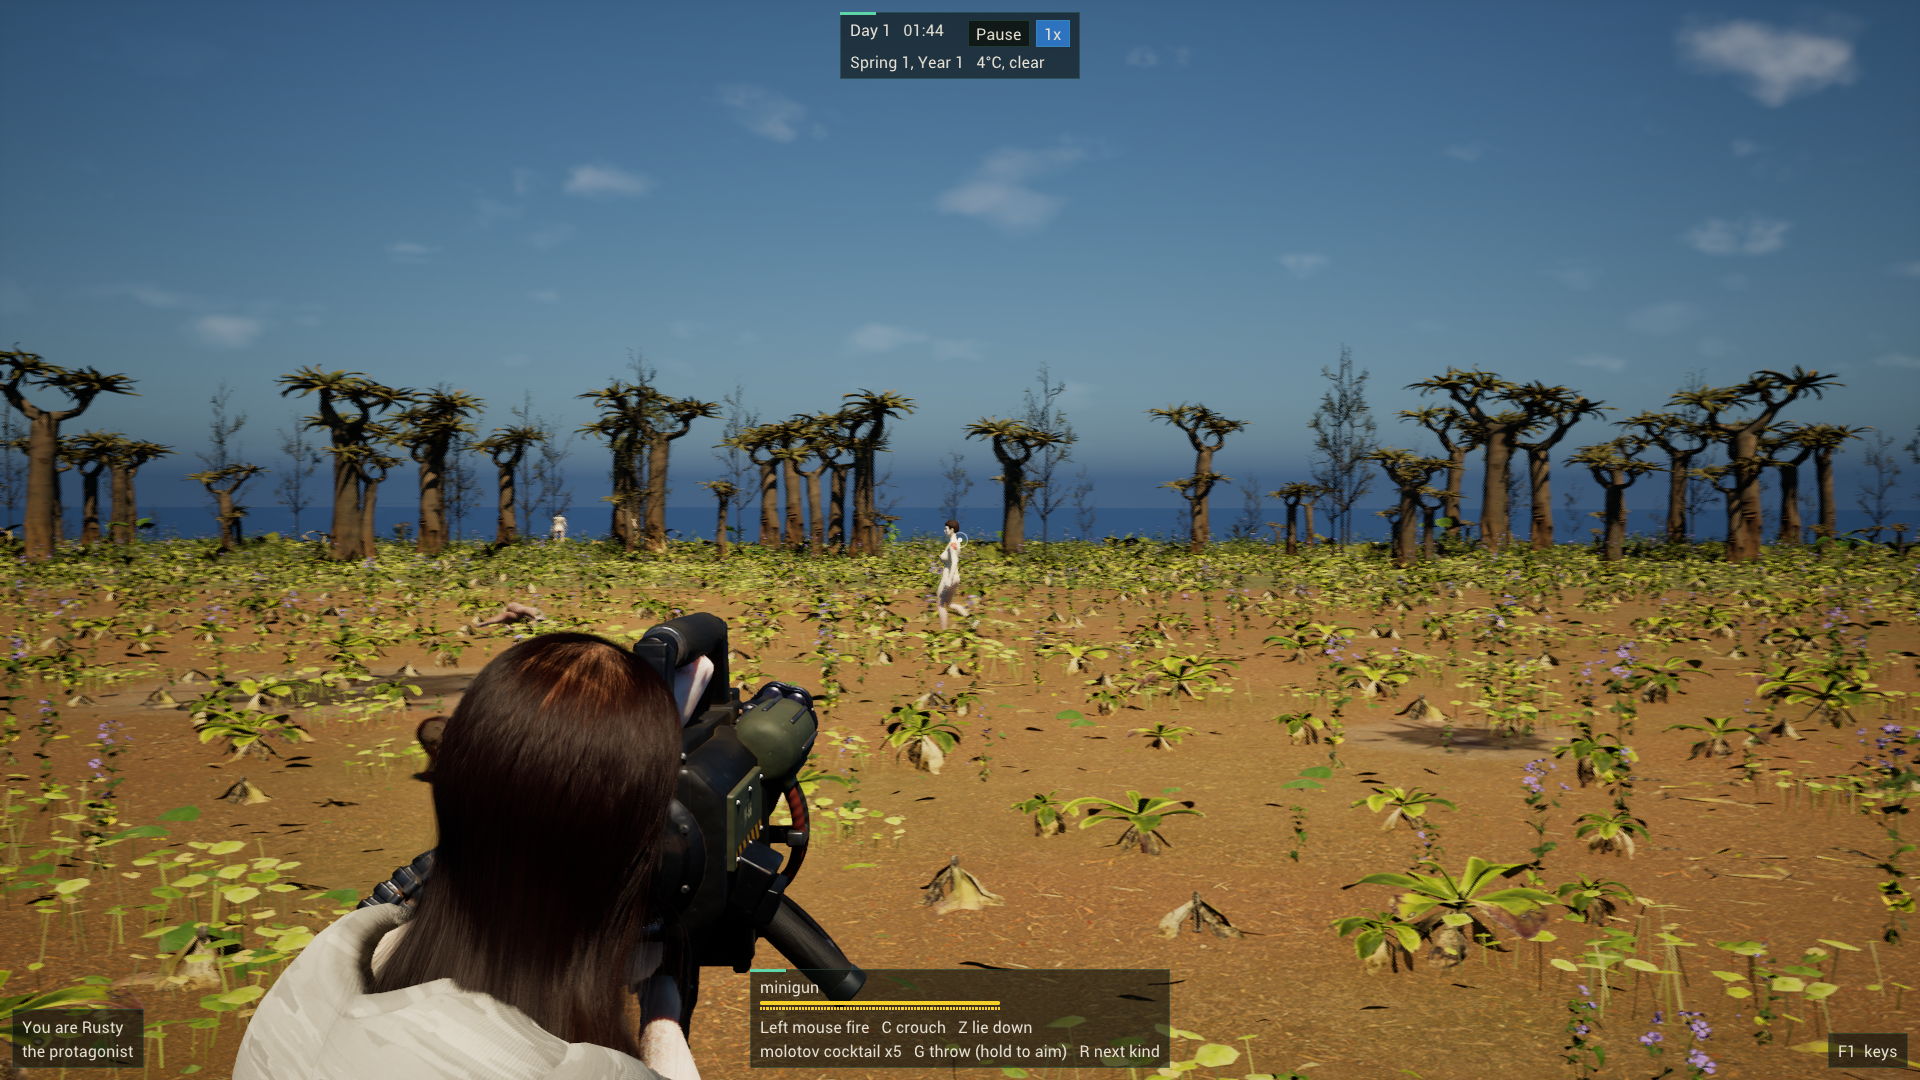 Day 1 01:44 Pause 1x
Spring 1, Year 1 4°C, clear
minigun
Left mouse fire C crouch Z lie down
molotov cocktail x5 G throw (hold to aim) R next kind
You are Rusty
the protagonist
F1 keys